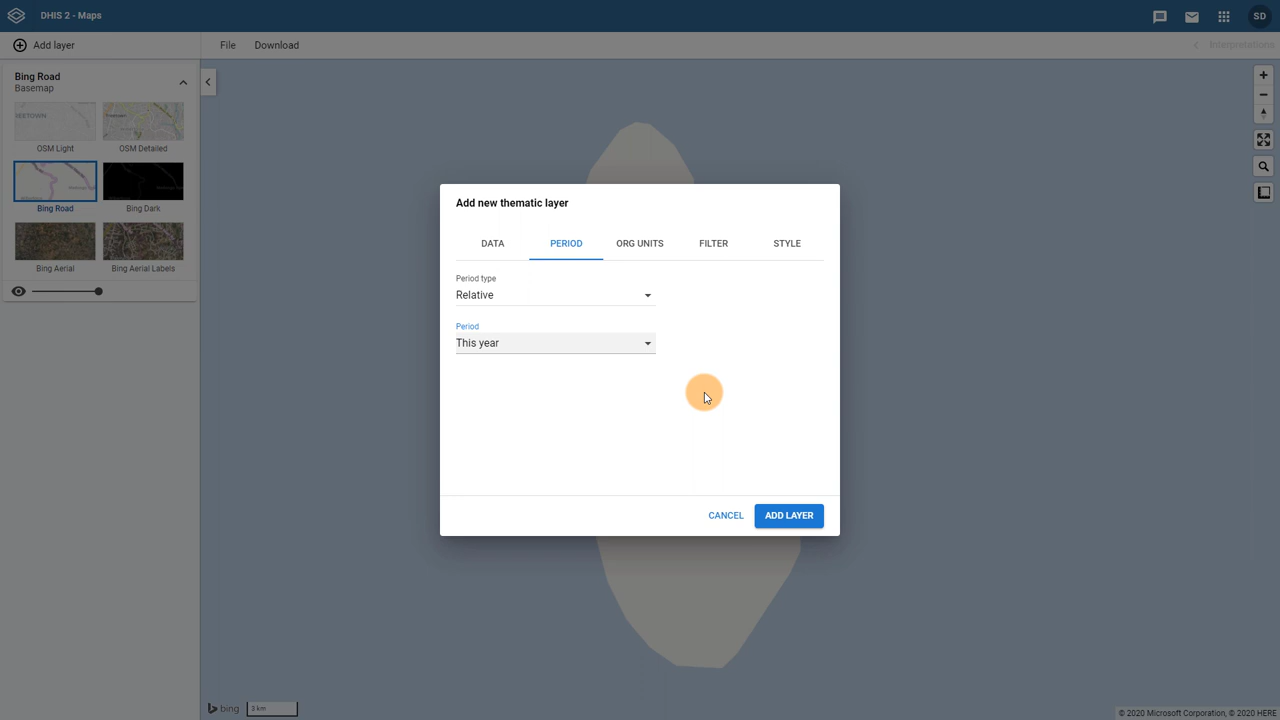 DHIS 2 - Maps
SD
Add layer
File
Download
Interpretations
Bing Road
Basemap
OSM Light
OSM Detailed
Bing Road
Bing Dark
Bing Aerial
Bing Aerial Labels
Add new thematic layer
DATA
PERIOD
ORG UNITS
FILTER
STYLE
Period type
Relative
Period
This year
CANCEL
ADD LAYER
bing
3 km
© 2020 Microsoft Corporation, © 2020 HERE